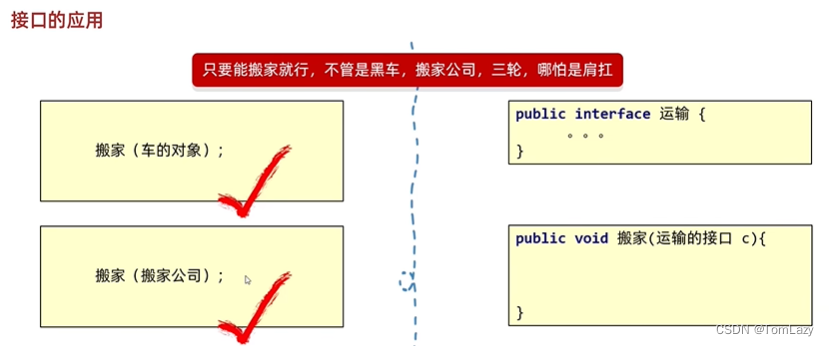 接口的应用
只要能搬家就行，不管是黑车，搬家公司，三轮，哪怕是肩扛
搬家（车的对象）;
public interface 运输 {
。。。
}
搬家（搬家公司）;
public void 搬家(运输的接口 c){
}
CSDN @TomLazy